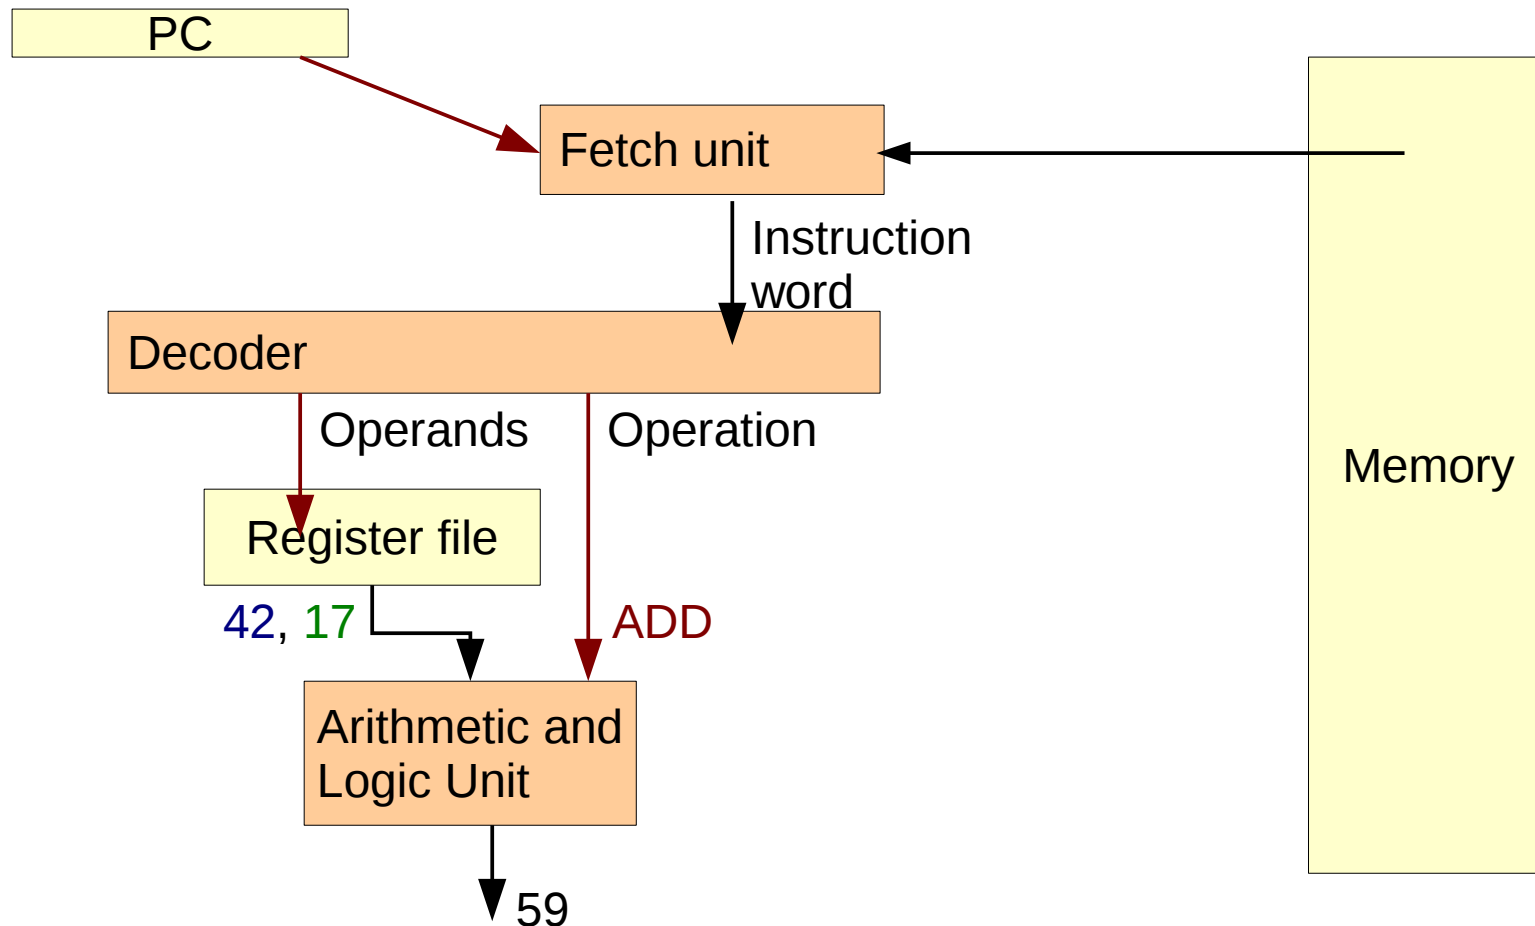 PC
Fetch unit
Instruction
word
Decoder
Operands
Operation
Memory
Register file
42, 17
ADD
Arithmetic and
Logic Unit
59